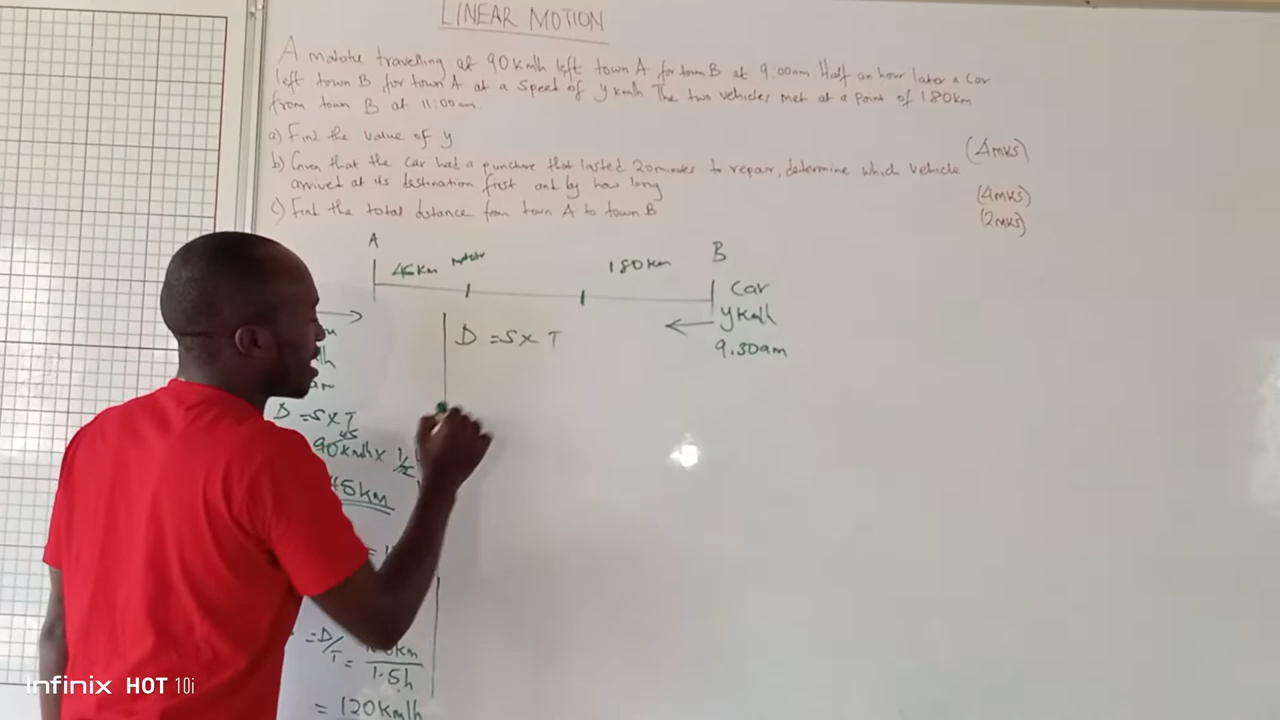 LINEAR MOTION
A matatu travelling at 90km/h left town A for town B at 9.00am Half an hour later a car
left town B for town A at a speed of y km/h The two vehicles met at a point of 180km
from town B at 11:00am
a) Find the value of y
(4mks)
b) Given that the car had a puncture that lasted 20minutes to repair, determine which vehicle
arrived at its destination first and by how long
(4mks)
c) Find the total distance from town A to town B
(2mks)
A
B
45km
matatu
180km
Car
ykm/h
9.30am
D =S× T
D =S× T
45
90km/h × 1/2
45km
=D/T = km
1.5h
= 120km/h
Infinix HOT 10i